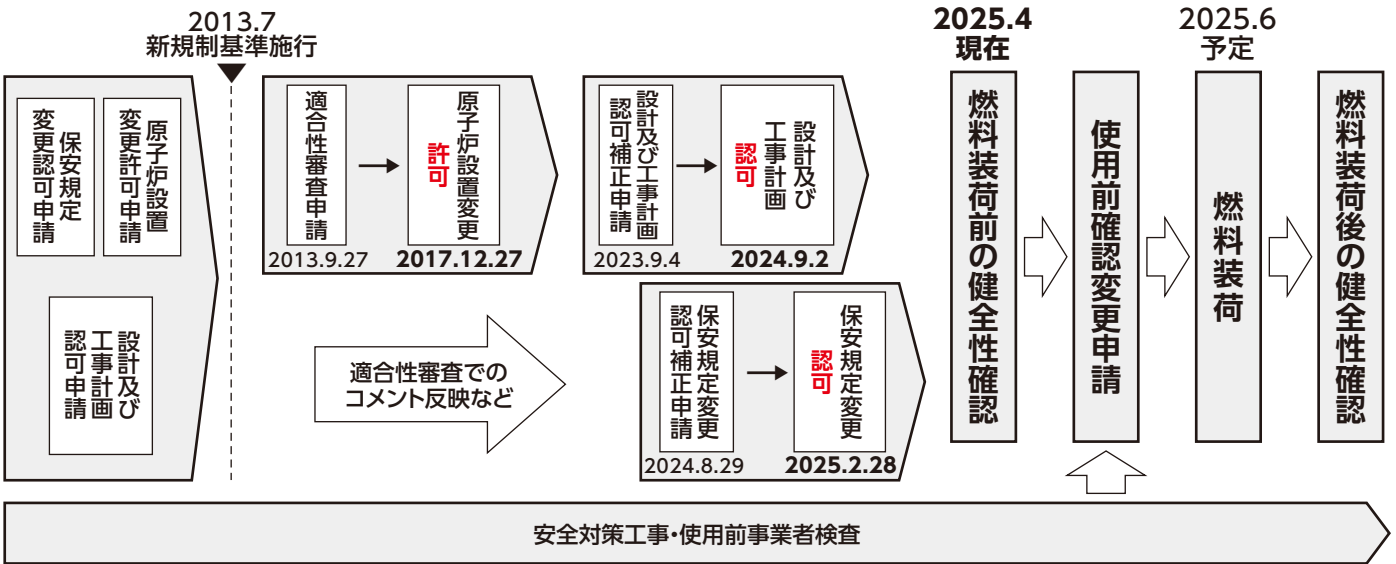 2013.7
新規制基準施行
2025.4
現在
2025.6
予定
保安規定
変更認可申請
原子炉設置
変更許可申請
設計及び
工事計画
認可申請
適合性審査申請
2013.9.27
原子炉設置変更
許可
2017.12.27
設計及び工事計画
認可補正申請
2023.9.4
設計及び
工事計画
認可
2024.9.2
適合性審査での
コメント反映など
保安規定変更
認可補正申請
2024.8.29
保安規定変更
認可
2025.2.28
燃料装荷前の健全性確認
使用前確認変更申請
燃料装荷
燃料装荷後の健全性確認
安全対策工事・使用前事業者検査